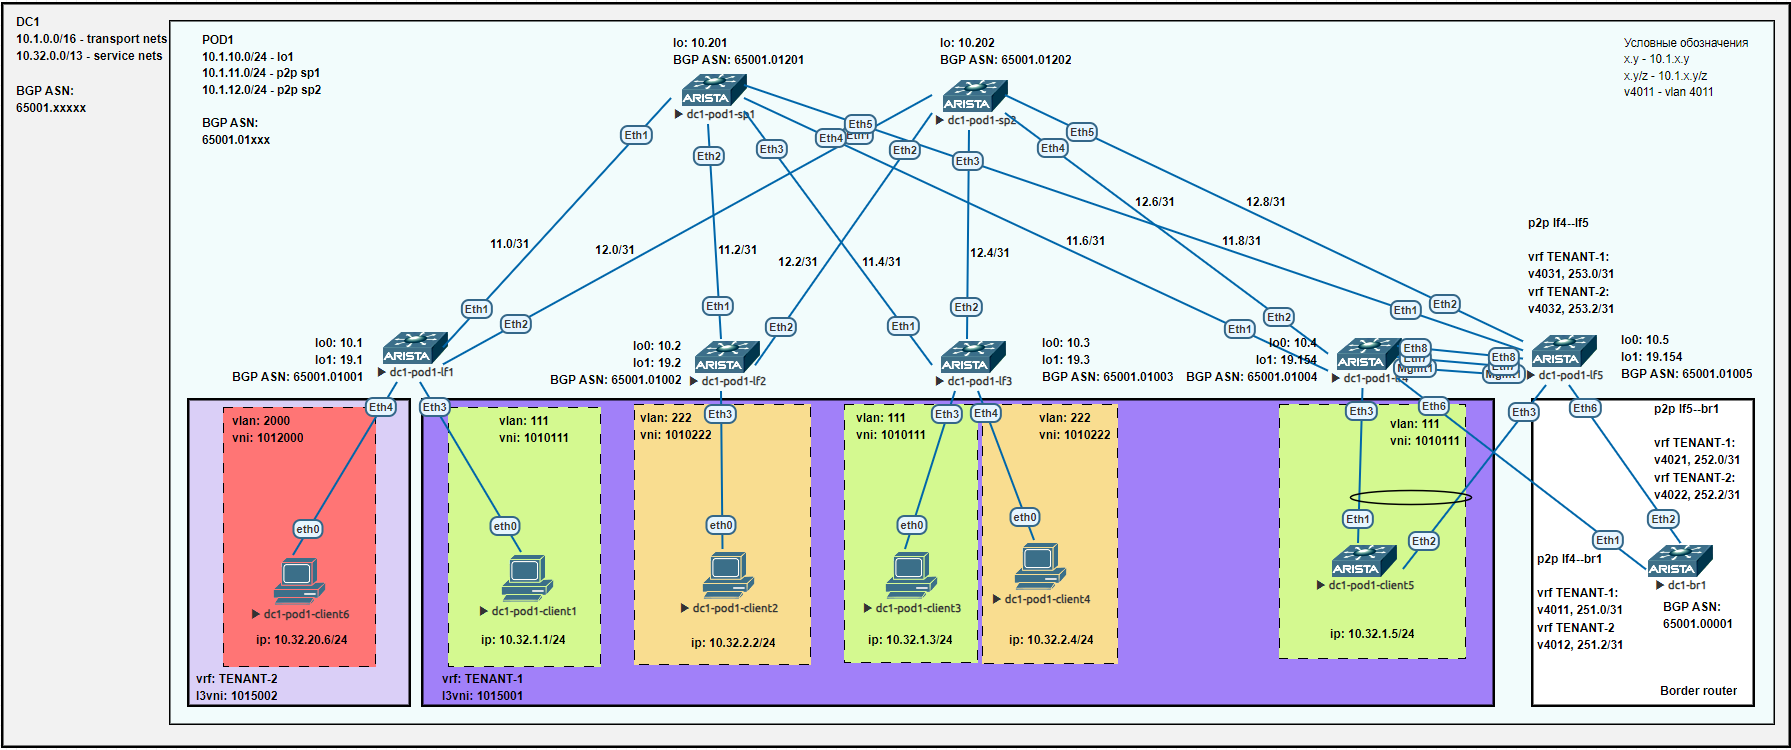 DC1
10.1.0.0/16 - transport nets
10.32.0.0/13 - service nets
BGP ASN:
65001.xxxxx
POD1
10.1.10.0/24 - lo1
10.1.11.0/24 - p2p sp1
10.1.12.0/24 - p2p sp2
BGP ASN:
65001.01xxx
lo: 10.201
BGP ASN: 65001.01201
ARISTA
dc1-pod1-sp1
lo: 10.202
BGP ASN: 65001.01202
ARISTA
dc1-pod1-sp2
Условные обозначения
x.y - 10.1.x.y
x.y/z - 10.1.x.y/z
v4011 - vlan 4011
Eth1
Eth2
Eth3
Eth4
Eth5
Eth1
Eth2
Eth3
Eth4
Eth5
11.0/31
12.0/31
11.2/31
12.2/31
11.4/31
12.4/31
11.6/31
12.6/31
11.8/31
12.8/31
p2p lf4--lf5
vrf TENANT-1:
v4031, 253.0/31
vrf TENANT-2:
v4032, 253.2/31
Eth1
Eth2
Eth1
Eth2
Eth1
Eth2
Eth1
Eth2
Eth1
Eth2
lo0: 10.1
lo1: 19.1
BGP ASN: 65001.01001
ARISTA
dc1-pod1-lf1
lo0: 10.2
lo1: 19.2
BGP ASN: 65001.01002
ARISTA
dc1-pod1-lf2
lo0: 10.3
lo1: 19.3
BGP ASN: 65001.01003
ARISTA
dc1-pod1-lf3
lo0: 10.4
lo1: 19.154
BGP ASN: 65001.01004
ARISTA
Eth8
Mgmt1
Eth8
Mgmt1
lo0: 10.5
lo1: 19.154
BGP ASN: 65001.01005
ARISTA
dc1-pod1-lf5
Eth4
Eth3
Eth3
Eth3
Eth4
Eth3
Eth6
Eth3
Eth6
vlan: 2000
vni: 1012000
eth0
dc1-pod1-client6
ip: 10.32.20.6/24
vrf: TENANT-2
l3vni: 1015002
vlan: 111
vni: 1010111
eth0
dc1-pod1-client1
ip: 10.32.1.1/24
vrf: TENANT-1
l3vni: 1015001
vlan: 222
vni: 1010222
eth0
dc1-pod1-client2
ip: 10.32.2.2/24
vlan: 111
vni: 1010111
eth0
dc1-pod1-client3
ip: 10.32.1.3/24
vlan: 222
vni: 1010222
eth0
dc1-pod1-client4
ip: 10.32.2.4/24
vlan: 111
vni: 1010111
Eth1
Eth2
ARISTA
dc1-pod1-client5
ip: 10.32.1.5/24
p2p lf5--br1
vrf TENANT-1:
v4021, 252.0/31
vrf TENANT-2:
v4022, 252.2/31
Eth2
Eth1
p2p lf4--br1
vrf TENANT-1:
v4011, 251.0/31
vrf TENANT-2
v4012, 251.2/31
ARISTA
dc1-br1
BGP ASN:
65001.00001
Border router